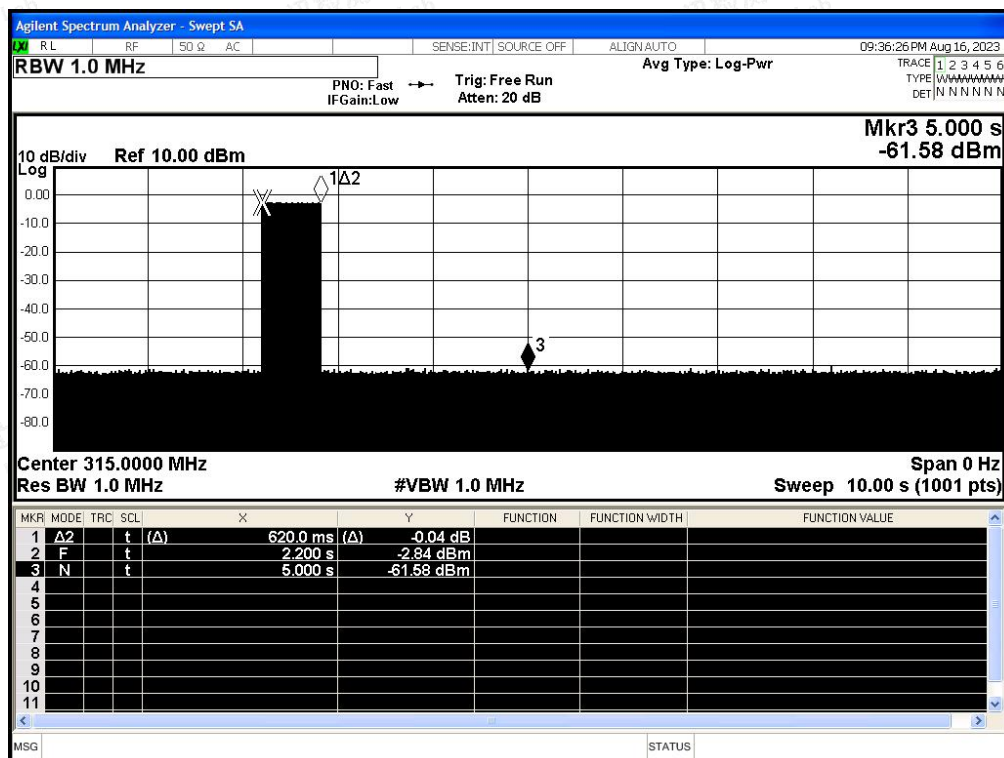 Agilent Spectrum Analyzer - Swept SA
LXI RL RF 50 Ω AC SENSE:INT SOURCE OFF ALIGN AUTO 09:36:26 PM Aug 16, 2023
RBW 1.0 MHz
PNO: Fast
IFGain:Low
Trig: Free Run
Atten: 20 dB
Avg Type: Log-Pwr
TRACE 1 2 3 4 5 6
TYPE
DET N N N N N N
Mkr3 5.000 s
-61.58 dBm
10 dB/div Ref 10.00 dBm
Log
0.00
-10.0
-20.0
-30.0
-40.0
-50.0
-60.0
-70.0
-80.0
1Δ2
3
Center 315.0000 MHz Span 0 Hz
Res BW 1.0 MHz #VBW 1.0 MHz Sweep 10.00 s (1001 pts)
MKR MODE TRC SCL X Y FUNCTION FUNCTION WIDTH FUNCTION VALUE
1 Δ2 t (Δ) 620.0 ms (Δ) -0.04 dB
2 F t 2.200 s -2.84 dBm
3 N t 5.000 s -61.58 dBm
4
5
6
7
8
9
10
11
MSG STATUS